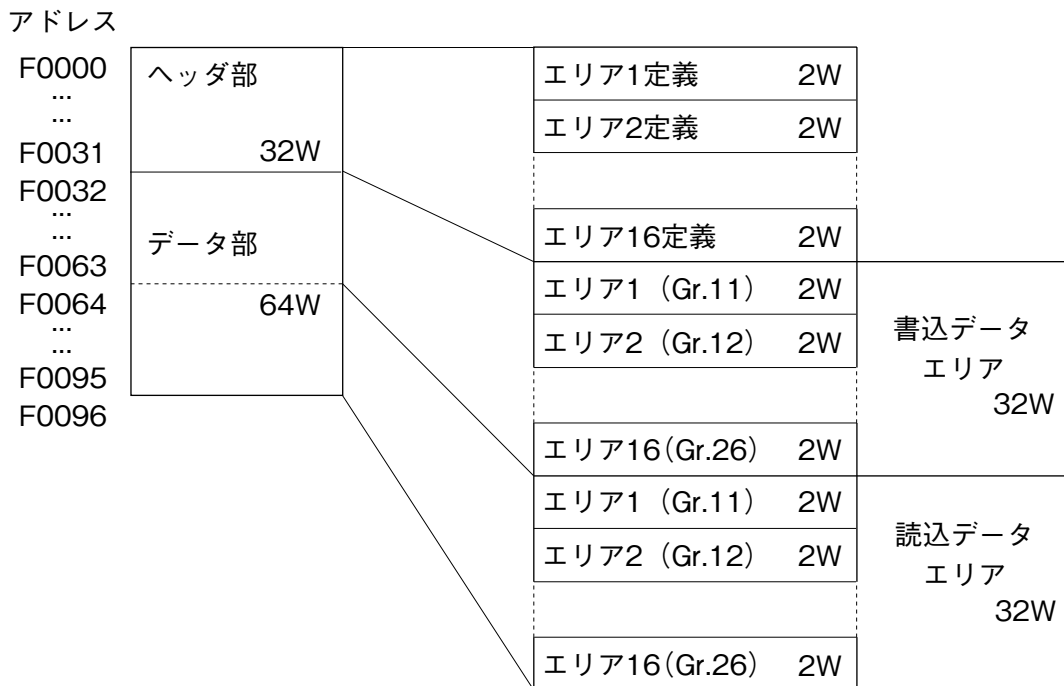 アドレス
F0000
...
...
F0031
F0032
...
...
F0063
F0064
...
...
F0095
F0096
ヘッダ部
32W
データ部
64W
エリア1定義 2W
エリア2定義 2W
エリア16定義 2W
エリア1（Gr.11） 2W
エリア2（Gr.12） 2W
エリア16（Gr.26） 2W
エリア1（Gr.11） 2W
エリア2（Gr.12） 2W
エリア16（Gr.26） 2W
書込データ
エリア
32W
読込データ
エリア
32W